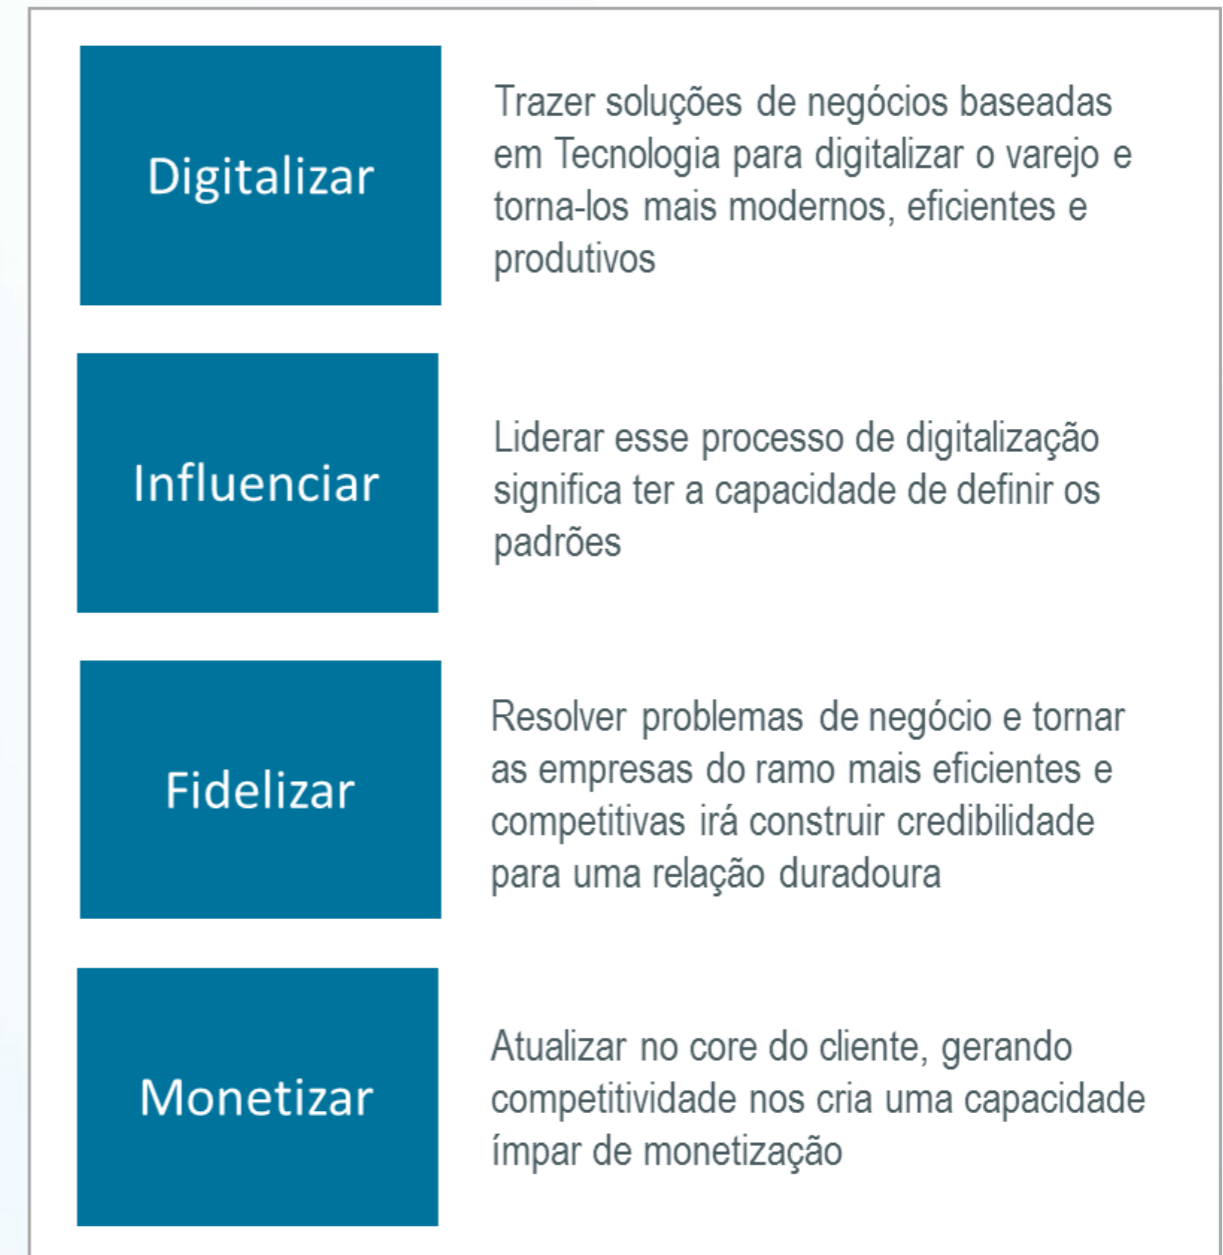 Digitalizar
Trazer soluções de negócios baseadas
em Tecnologia para digitalizar o varejo e
torna-los mais modernos, eficientes e
produtivos
Influenciar
Liderar esse processo de digitalização
significa ter a capacidade de definir os
padrões
Fidelizar
Resolver problemas de negócio e tornar
as empresas do ramo mais eficientes e
competitivas irá construir credibilidade
para uma relação duradoura
Monetizar
Atualizar no core do cliente, gerando
competitividade nos cria uma capacidade
ímpar de monetização